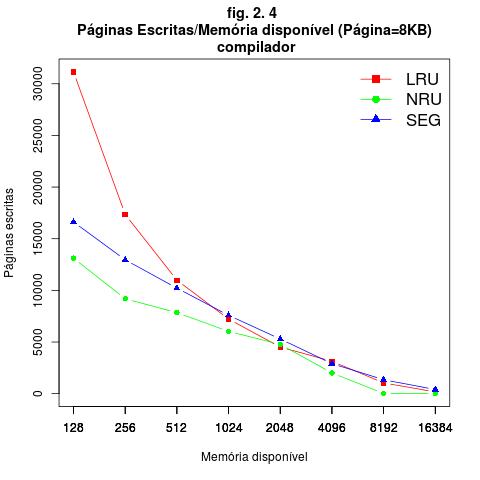 fig. 2. 4
Páginas Escritas/Memória disponível (Página=8KB)
compilador
LRU
NRU
SEG
Páginas escritas
30000
25000
20000
15000
10000
5000
0
128 256 512 1024 2048 4096 8192 16384
Memória disponível